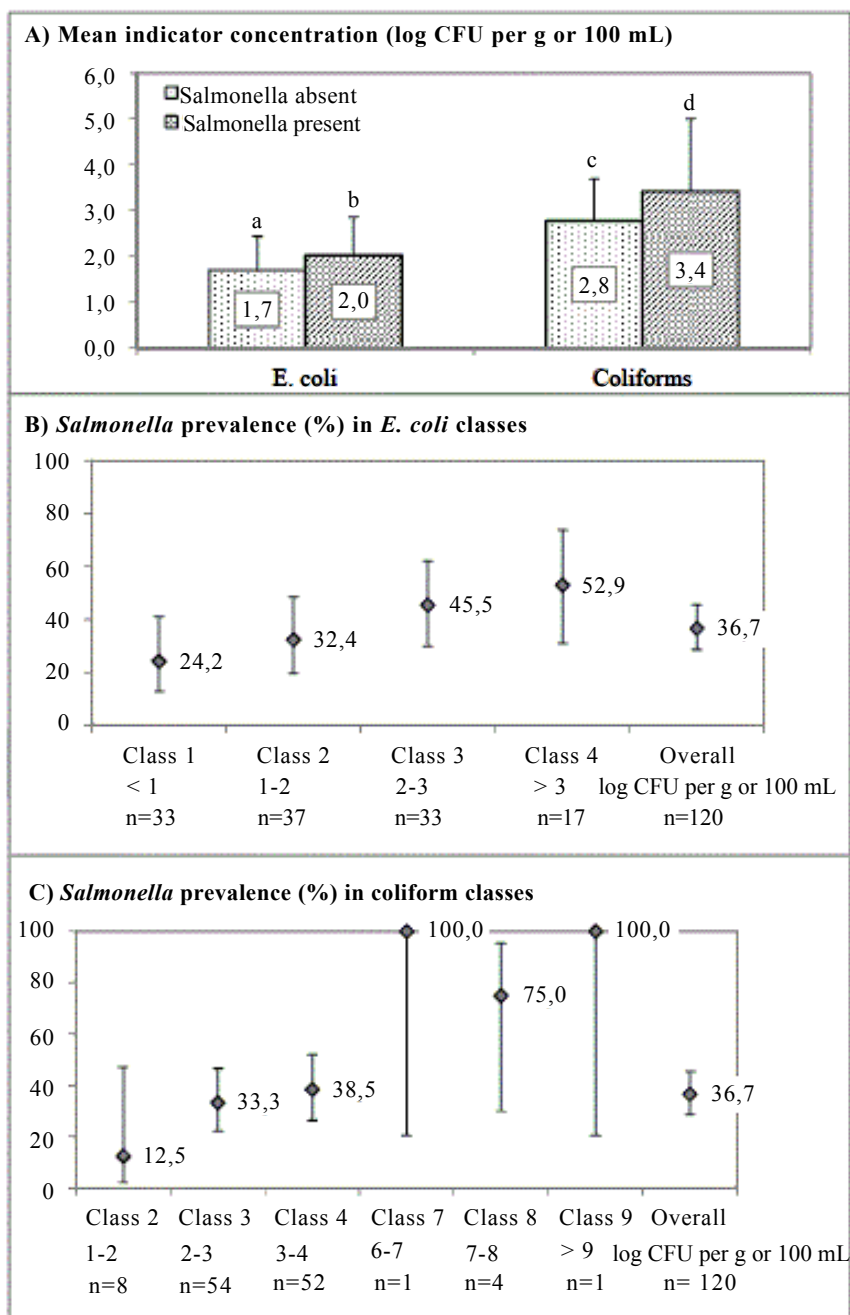 A) Mean indicator concentration (log CFU per g or 100 mL)
6,0
5,0
4,0
3,0
2,0
1,0
0,0
Salmonella absent
Salmonella present
a
b
c
d
1,7
2,0
2,8
3,4
E. coli
Coliforms
B) Salmonella prevalence (%) in E. coli classes
100
80
60
40
20
0
24,2
32,4
45,5
52,9
36,7
Class 1 Class 2 Class 3 Class 4 Overall
< 1 1-2 2-3 > 3 log CFU per g or 100 mL
n=33 n=37 n=33 n=17 n=120
C) Salmonella prevalence (%) in coliform classes
100
80
60
40
20
0
12,5
33,3
38,5
100,0
75,0
100,0
36,7
Class 2 Class 3 Class 4 Class 7 Class 8 Class 9 Overall
1-2 2-3 3-4 6-7 7-8 > 9 log CFU per g or 100 mL
n=8 n=54 n=52 n=1 n=4 n=1 n= 120